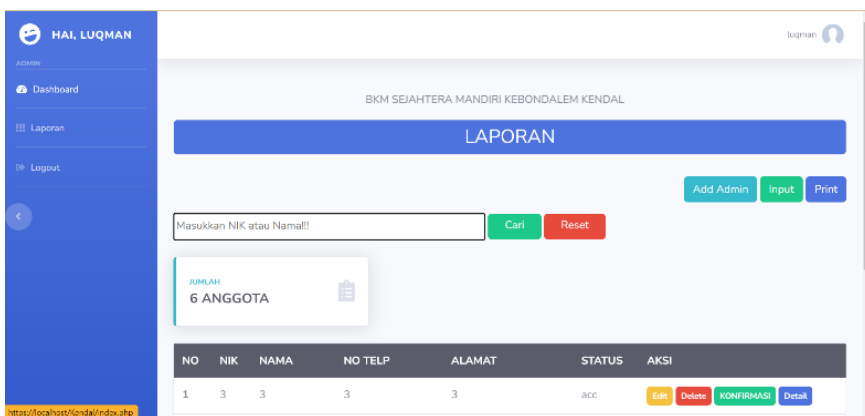 HAI, LUQMAN
luqman
ADMIN
Dashboard
Laporan
Logout
BKM SEJAHTERA MANDIRI KEBONDALEM KENDAL
LAPORAN
Add Admin Input Print
Masukkan NIK atau Nama!!! Cari Reset
JUMLAH
6 ANGGOTA
NO NIK NAMA NO TELP ALAMAT STATUS AKSI
1 3 3 3 3 acc Edit Delete KONFIRMASI Detail
https://localhost/Kendal/index.php